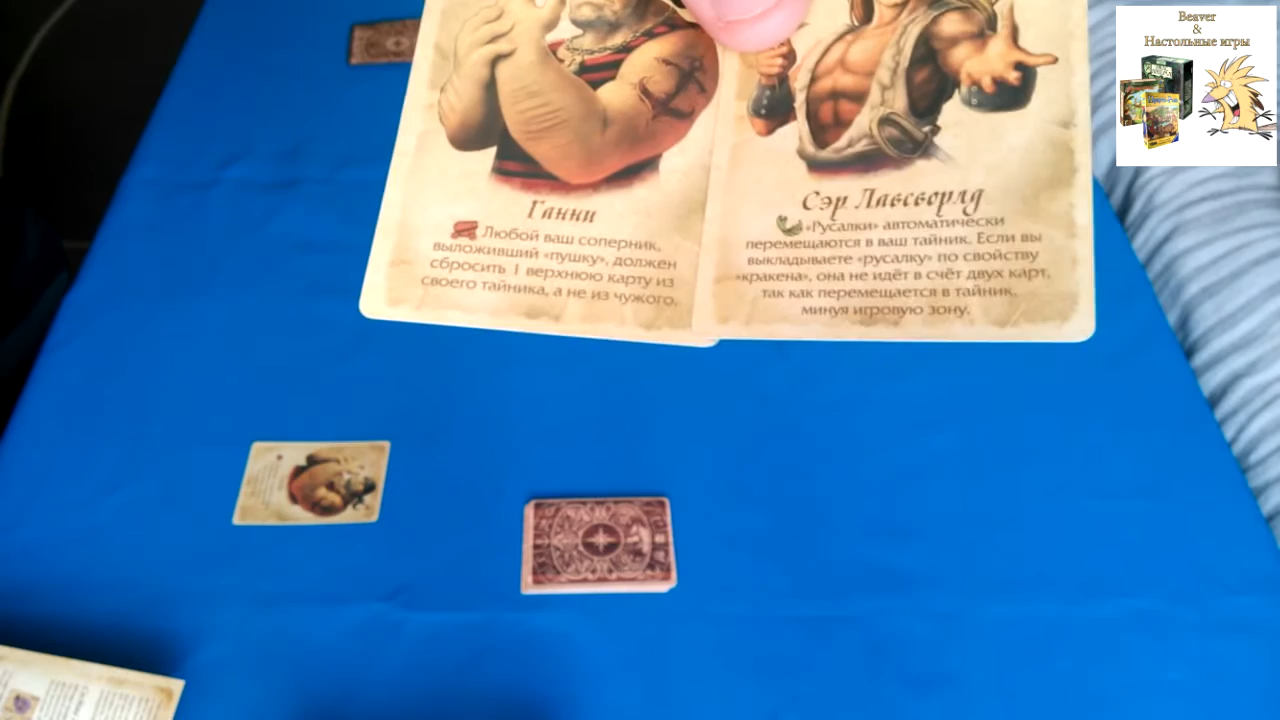 Beaver
&
Настольные игры
Ганни
Любой ваш соперник,
выложивший «пушку», должен
сбросить 1 верхнюю карту из
своего тайника, а не из чужого.
Сэр Лавсворлд
«Русалки» автоматически
перемещаются в ваш тайник. Если вы
выкладываете «русалку» по свойству
«кракена», она не идёт в счёт двух карт,
так как перемещается в тайник,
минуя игровую зону.